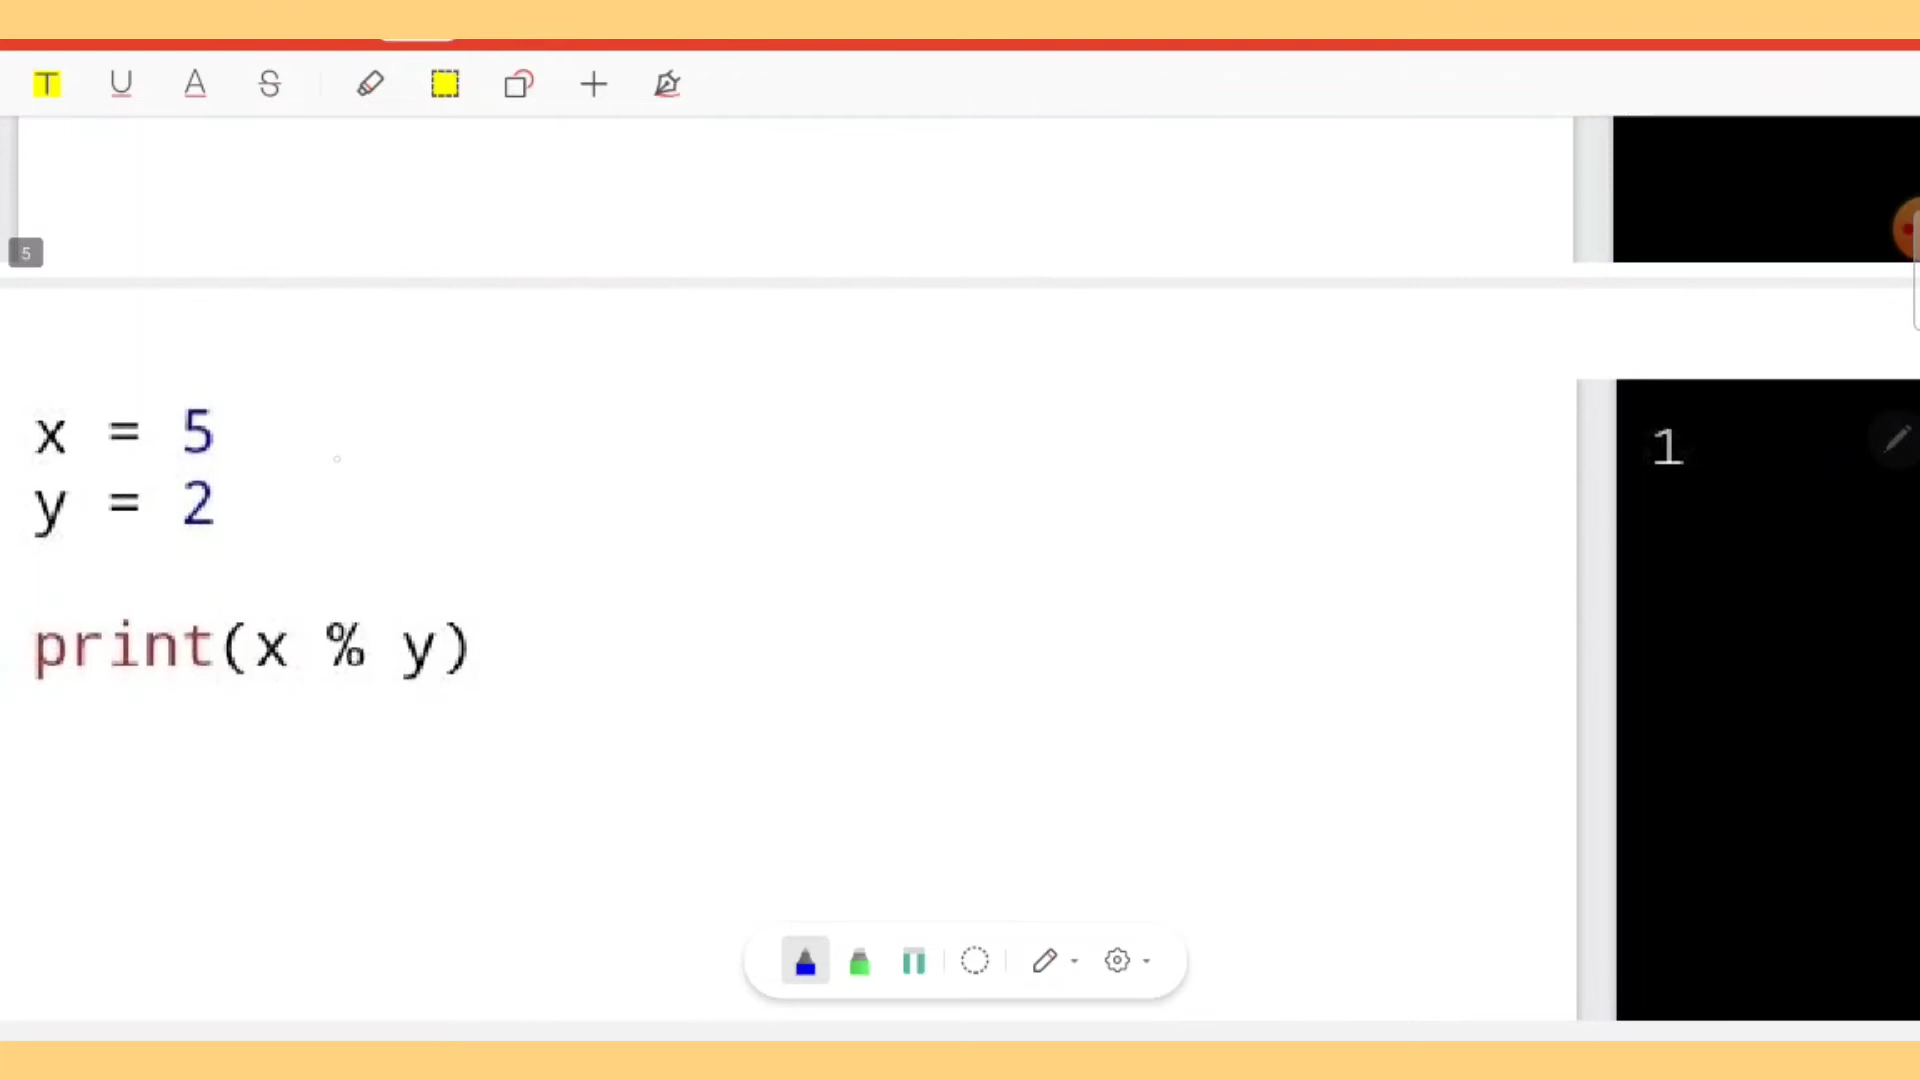 T U A S
5
x = 5
y = 2
print(x % y)
1